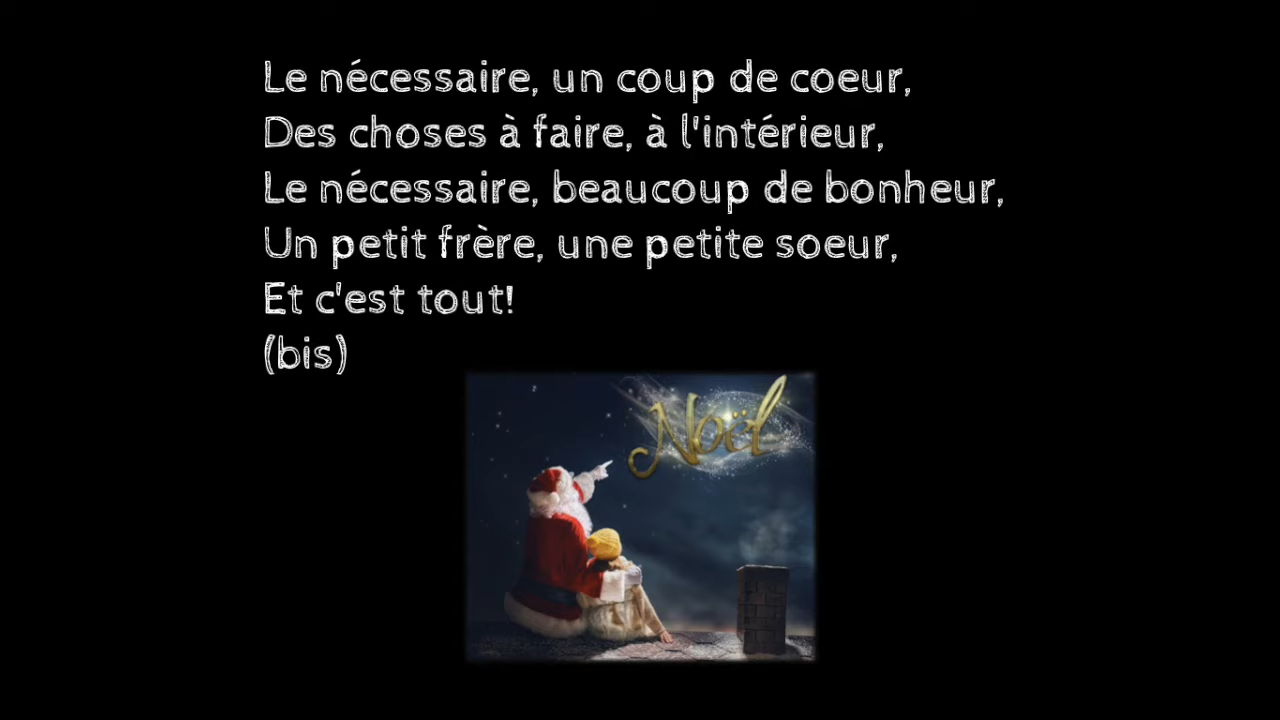 Le nécessaire, un coup de coeur,
Des choses à faire, à l'intérieur,
Le nécessaire, beaucoup de bonheur,
Un petit frère, une petite soeur,
Et c'est tout!
(bis)
Noël